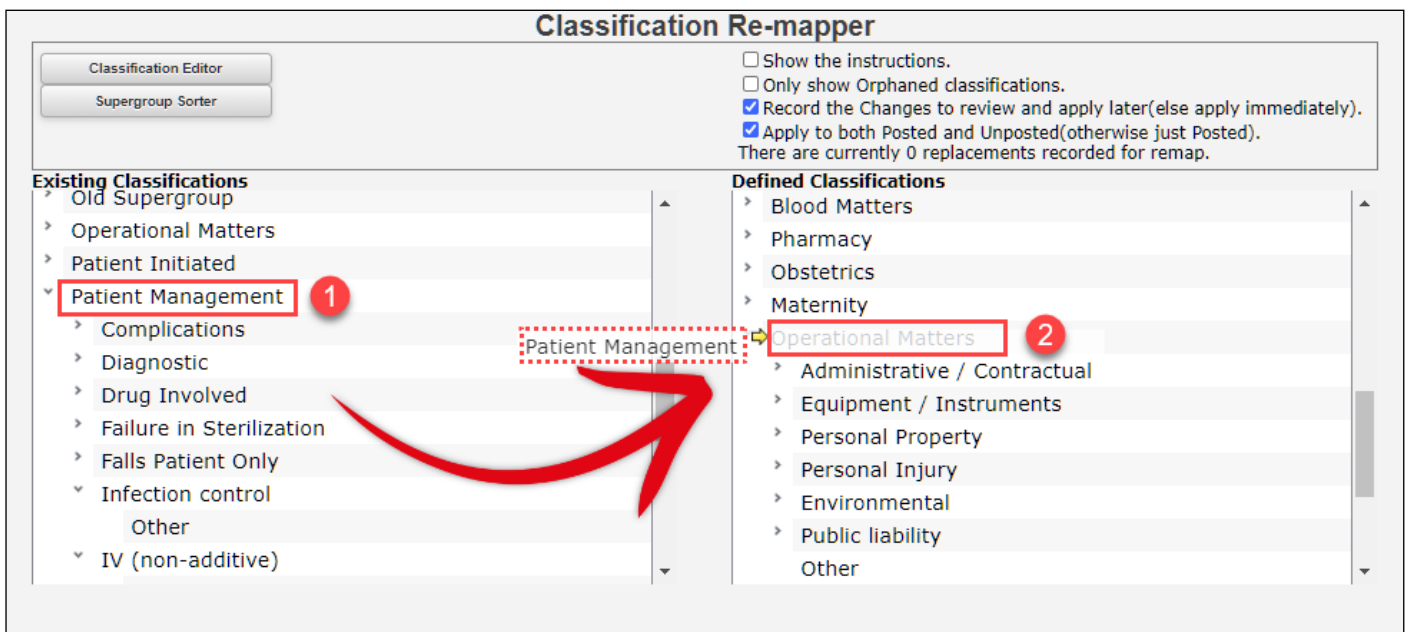 Classification Re-mapper
Classification Editor
Supergroup Sorter
Show the instructions.
Only show Orphaned classifications.
Record the Changes to review and apply later(else apply immediately).
Apply to both Posted and Unposted(otherwise just Posted).
There are currently 0 replacements recorded for remap.
Existing Classifications
Old Supergroup
Operational Matters
Patient Initiated
Patient Management 1
Complications
Diagnostic
Drug Involved
Failure in Sterilization
Falls Patient Only
Infection control
Other
IV (non-additive)
Patient Management
Defined Classifications
Blood Matters
Pharmacy
Obstetrics
Maternity
Operational Matters 2
Administrative / Contractual
Equipment / Instruments
Personal Property
Personal Injury
Environmental
Public liability
Other